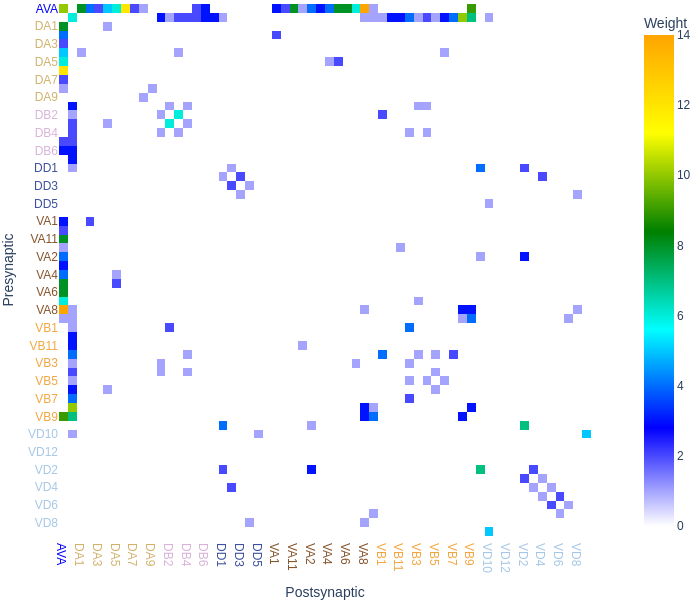 Weight
AVA
DA1
DA3
DA5
DA7
DA9
DB2
DB4
DB6
DD1
DD3
DD5
VA1
VA11
VA2
VA4
VA6
VA8
VB1
VB11
VB3
VB5
VB7
VB9
VD10
VD12
VD2
VD4
VD6
VD8
Presynaptic
14
12
10
8
6
4
2
0
AVA
DA1
DA3
DA5
DA7
DA9
DB2
DB4
DB6
DD1
DD3
DD5
VA1
VA11
VA2
VA4
VA6
VA8
VB1
VB11
VB3
VB5
VB7
VB9
VD10
VD12
VD2
VD4
VD6
VD8
Postsynaptic